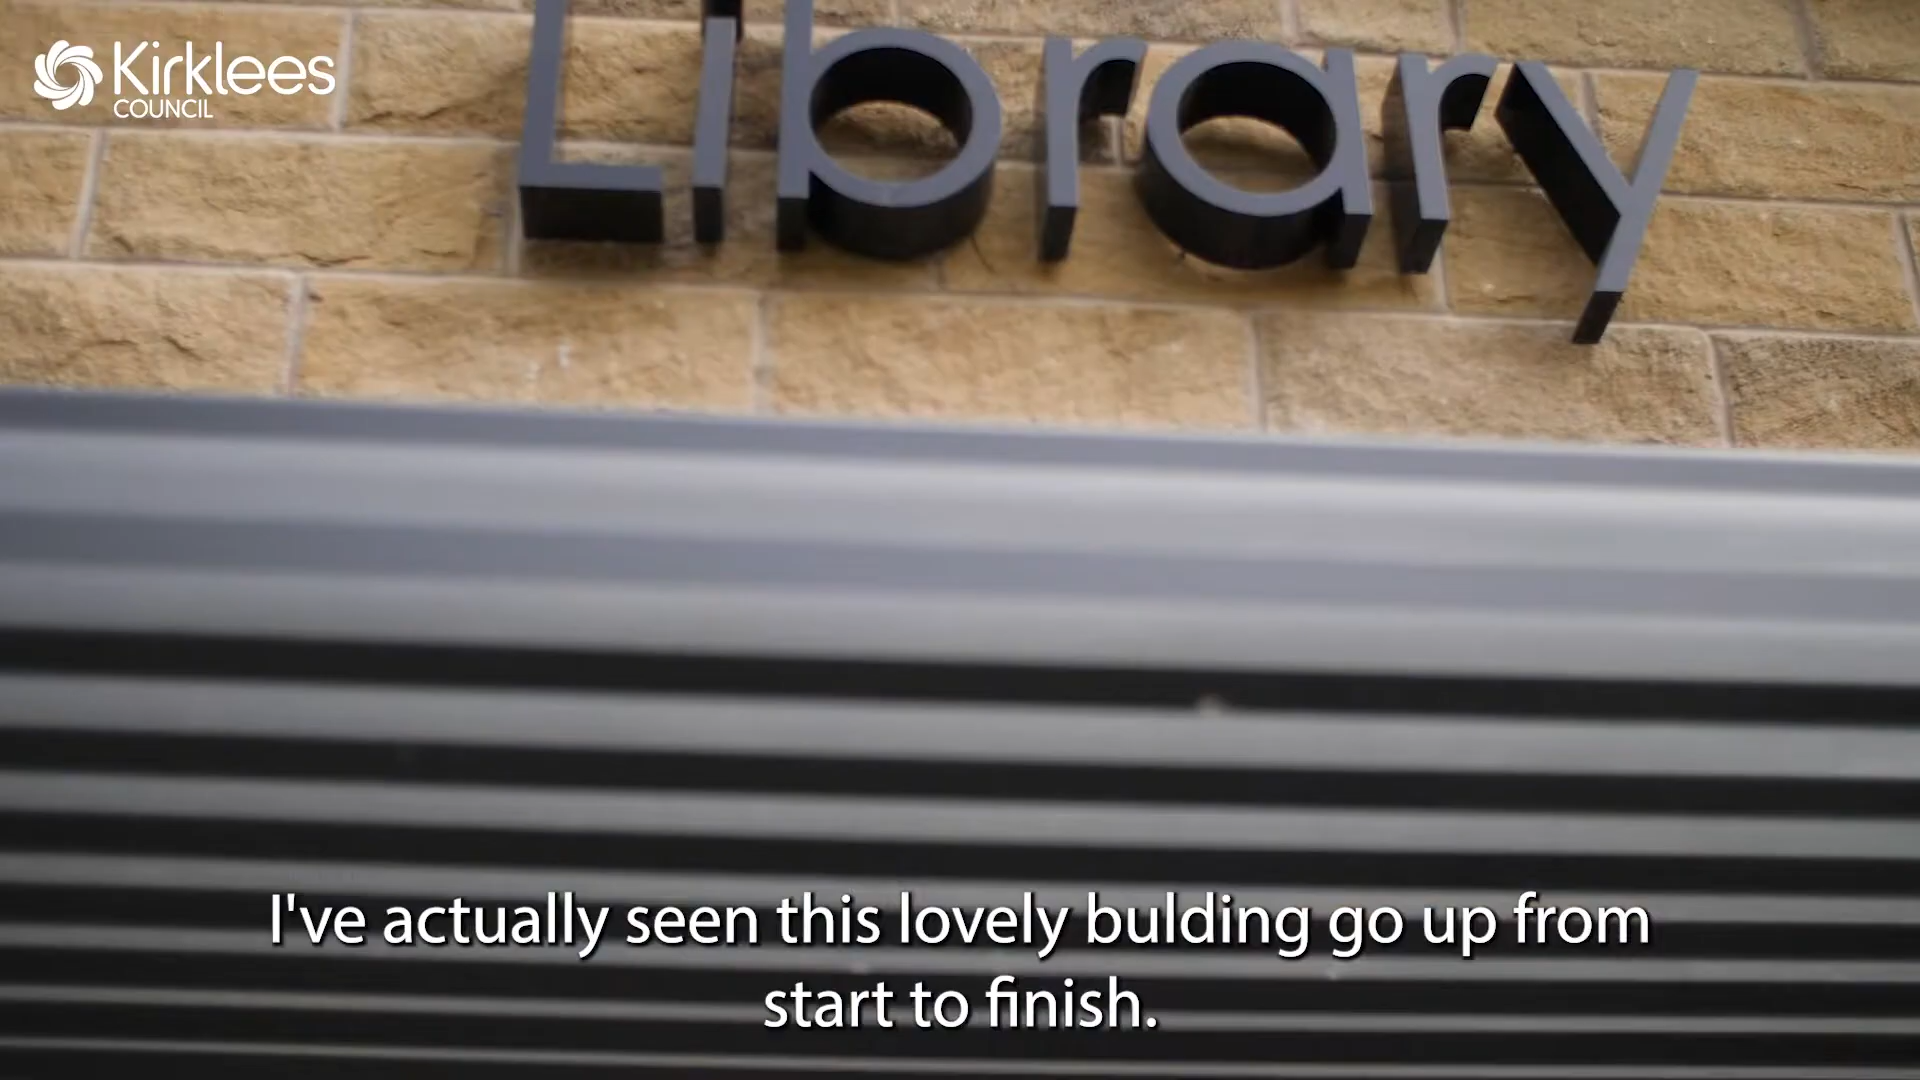 Kirklees
COUNCIL
Library
I've actually seen this lovely bulding go up from
start to finish.